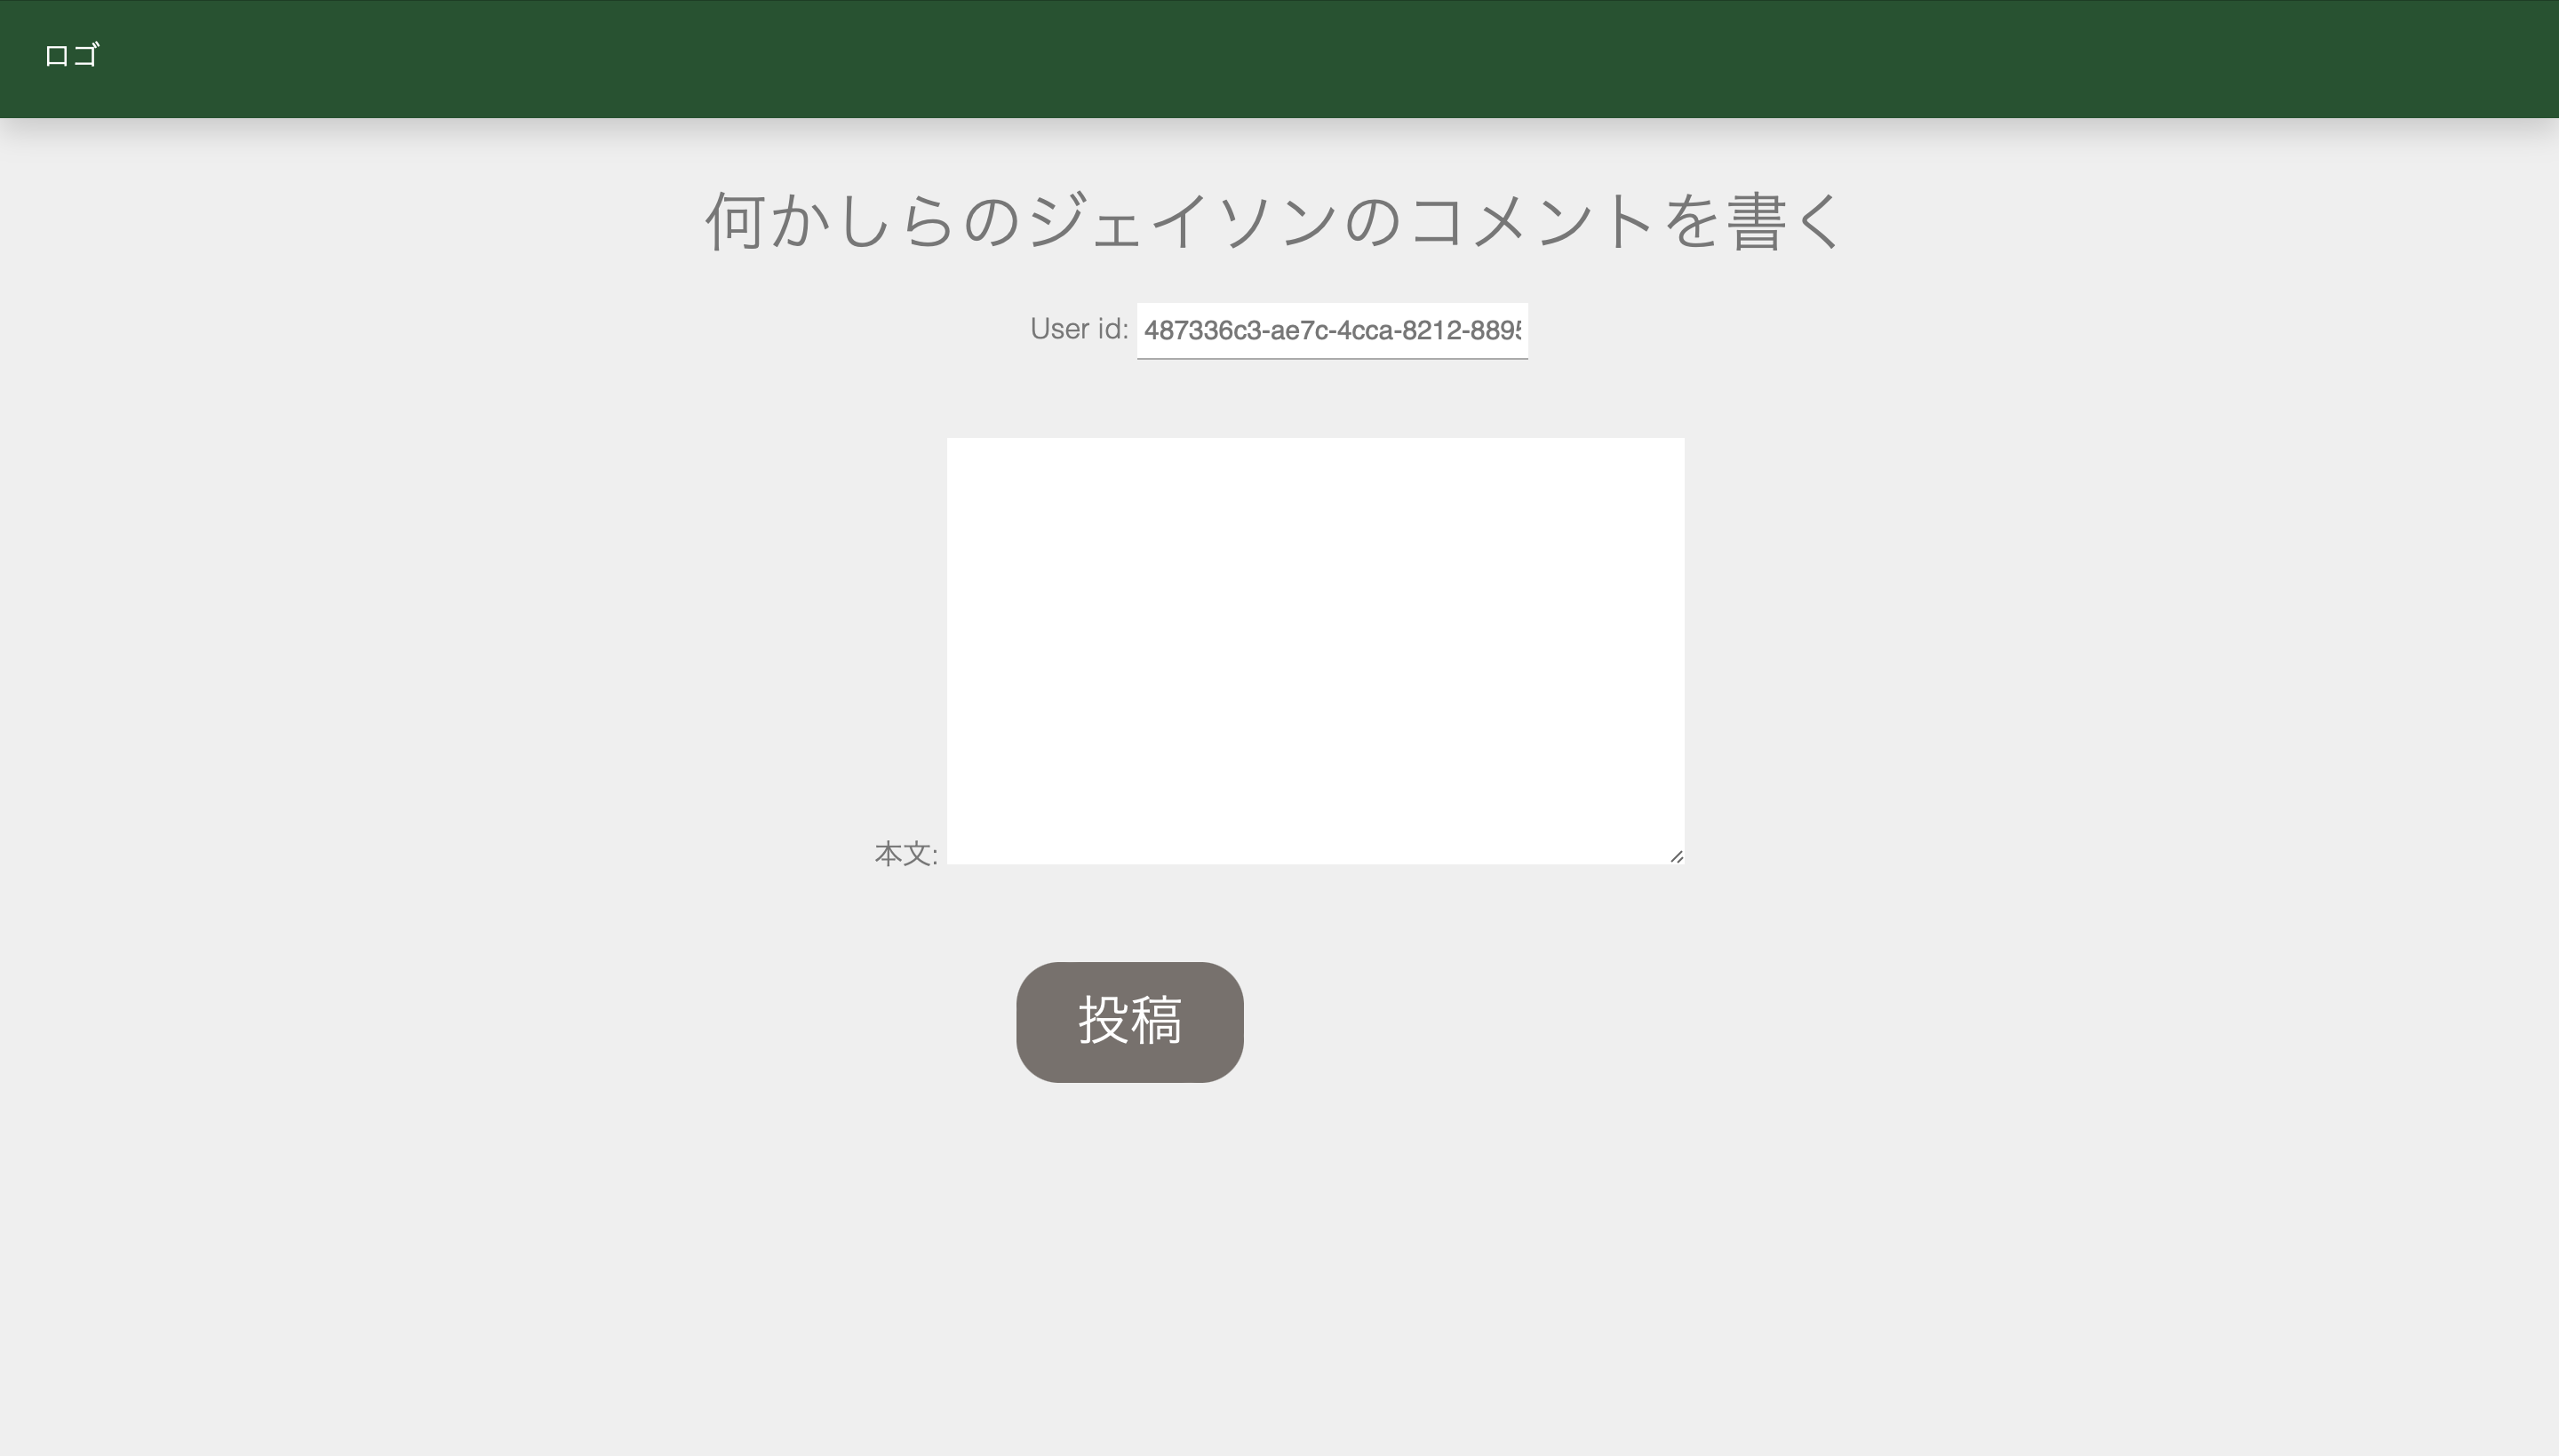 ロゴ
何かしらのジェイソンのコメントを書く
User id: 487336c3-ae7c-4cca-8212-889
本文:
投稿